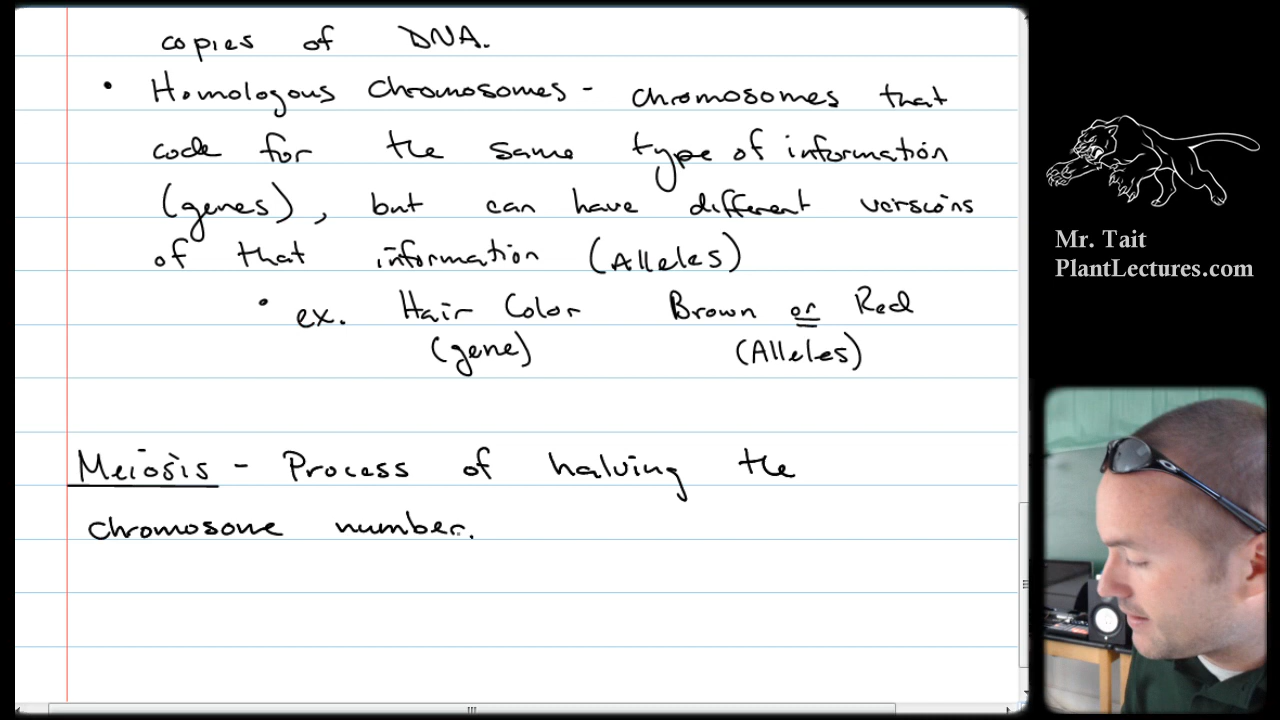 copies of DNA.
• Homologous Chromosomes - chromosomes that
code for the same type of information
(genes), but can have different versions
of that information (Alleles)
• ex. Hair Color Brown or Red
(gene) (Alleles)
Meiosis - Process of halving the
chromosone number.
Mr. Tait
PlantLectures.com